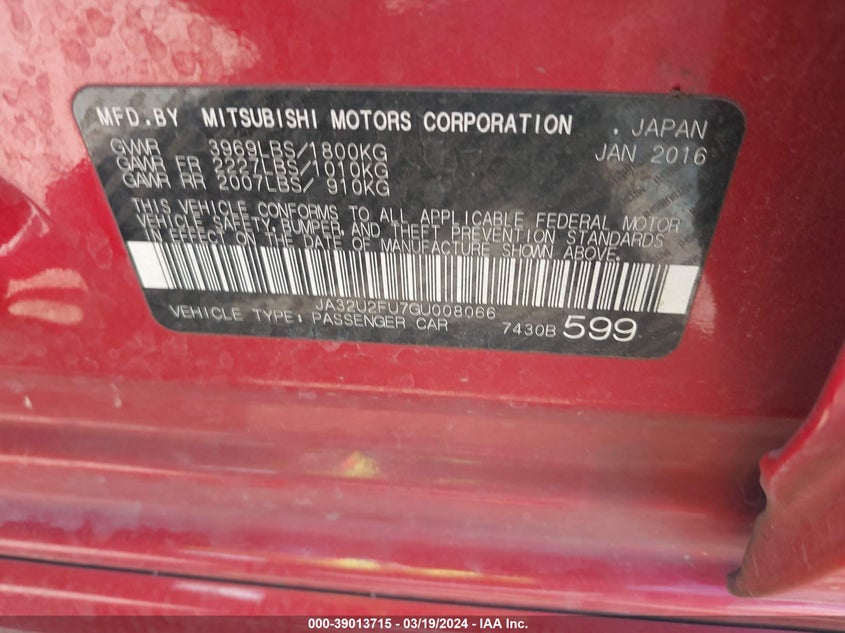 MFD.BY MITSUBISHI MOTORS CORPORATION . JAPAN
GVWR 3969LBS/1800KG JAN 2016
GAWR FR 2227LBS/1010KG
GAWR RR 2007LBS/ 910KG
THIS VEHICLE CONFORMS TO ALL APPLICABLE FEDERAL MOTOR
VEHICLE SAFETY, BUMPER, AND THEFT PREVENTION STANDARDS
IN EFFECT ON THE DATE OF MANUFACTURE SHOWN ABOVE.
JA32U2FU7GU008066
VEHICLE TYPE: PASSENGER CAR 7430B 599
000-39013715 - 03/19/2024 - IAA Inc.